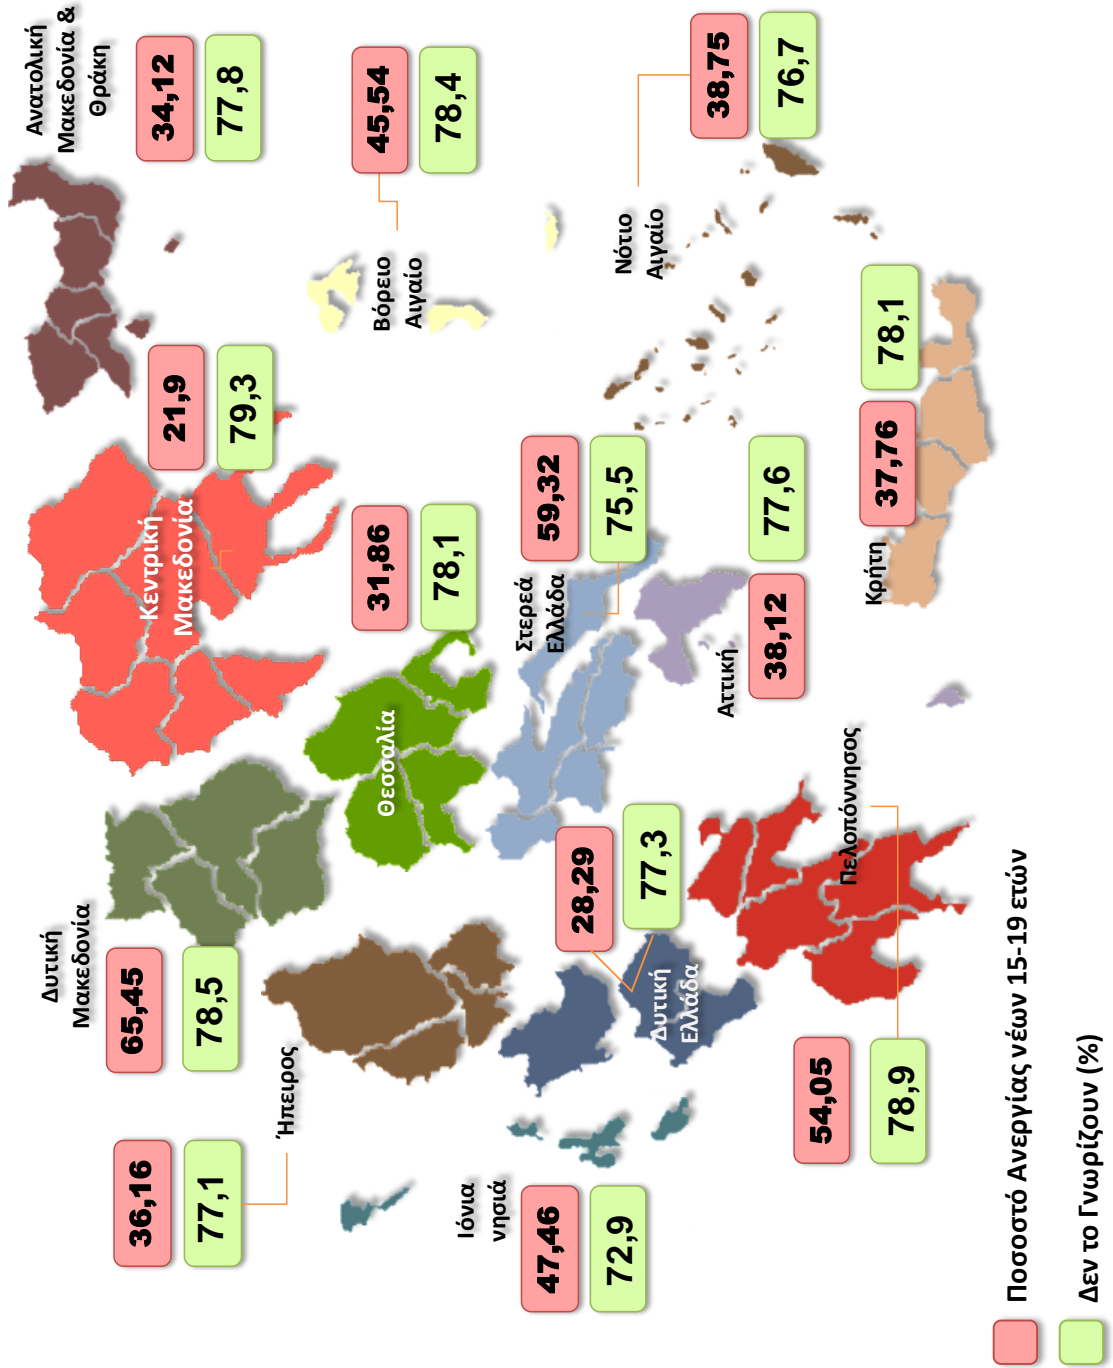 Ανατολική
Μακεδονία &
Θράκη
34,12
77,8
Κεντρική
Μακεδονία
21,9
79,3
Δυτική
Μακεδονία
65,45
78,5
36,16
77,1
Ήπειρος
Θεσσαλία
31,86
78,1
Βόρειο
Αιγαίο
45,54
78,4
Ιόνια
νησιά
47,46
72,9
Δυτική
Ελλάδα
28,29
77,3
Στερεά
Ελλάδα
59,32
75,5
Αττική
38,12
77,6
Νότιο
Αιγαίο
38,75
76,7
Πελοπόννησος
54,05
78,9
Κρήτη
37,76
78,1
Ποσοστό Ανεργίας νέων 15-19 ετών
Δεν το Γνωρίζουν (%)